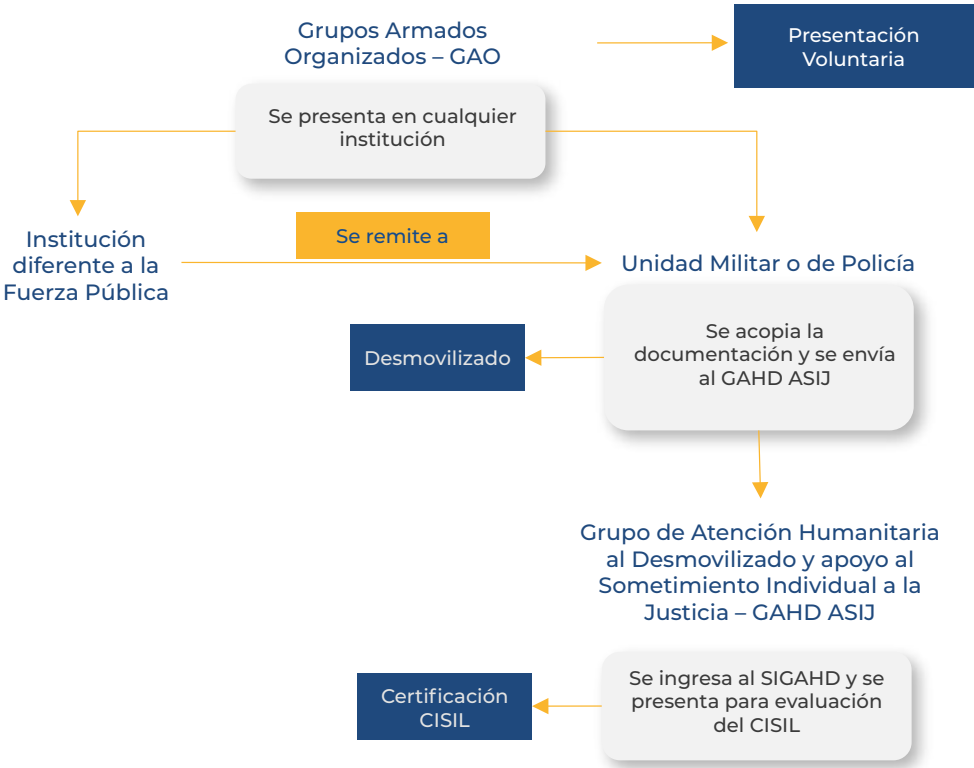 Grupos Armados
Organizados – GAO
Presentación
Voluntaria
Se presenta en cualquier
institución
Institución
diferente a la
Fuerza Pública
Se remite a
Unidad Militar o de Policía
Desmovilizado
Se acopia la
documentación y se envía
al GAHD ASIJ
Grupo de Atención Humanitaria
al Desmovilizado y apoyo al
Sometimiento Individual a la
Justicia – GAHD ASIJ
Certificación
CISIL
Se ingresa al SIGAHD y se
presenta para evaluación
del CISIL